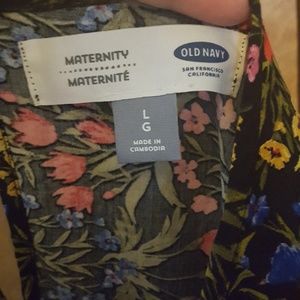 MATERNITY
MATERNITÉ
OLD NAVY
SAN FRANCISCO
CALIFORNIA
L
G
MADE IN
CAMBODIA